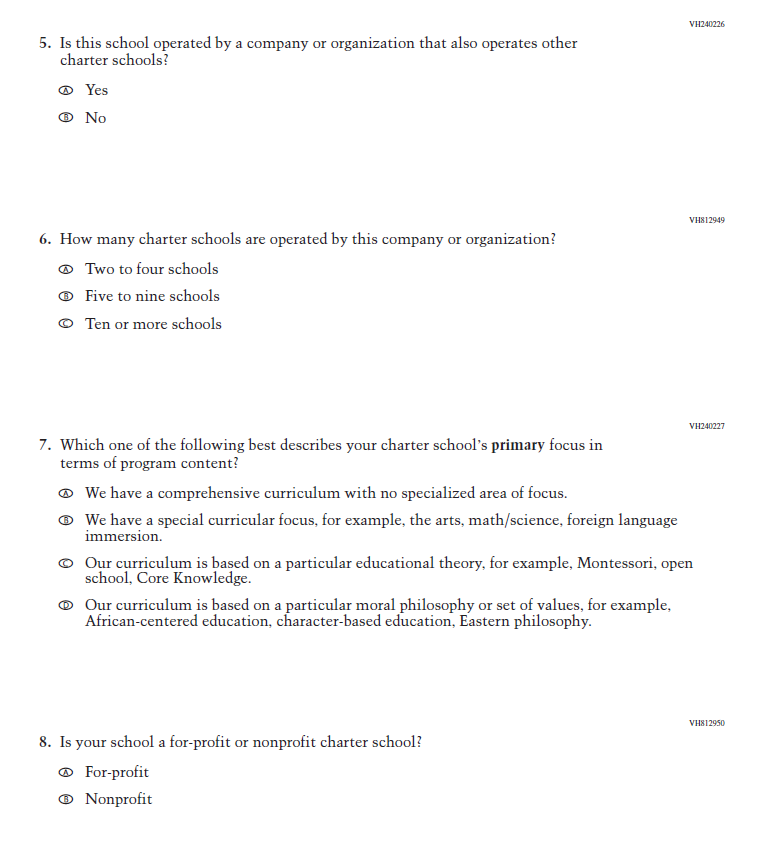 VH240226
5. Is this school operated by a company or organization that also operates other
charter schools?
A Yes
B No
VH812949
6. How many charter schools are operated by this company or organization?
A Two to four schools
B Five to nine schools
C Ten or more schools
VH240227
7. Which one of the following best describes your charter school's primary focus in
terms of program content?
A We have a comprehensive curriculum with no specialized area of focus.
B We have a special curricular focus, for example, the arts, math/science, foreign language
immersion.
C Our curriculum is based on a particular educational theory, for example, Montessori, open
school, Core Knowledge.
D Our curriculum is based on a particular moral philosophy or set of values, for example,
African-centered education, character-based education, Eastern philosophy.
VH812950
8. Is your school a for-profit or nonprofit charter school?
A For-profit
B Nonprofit